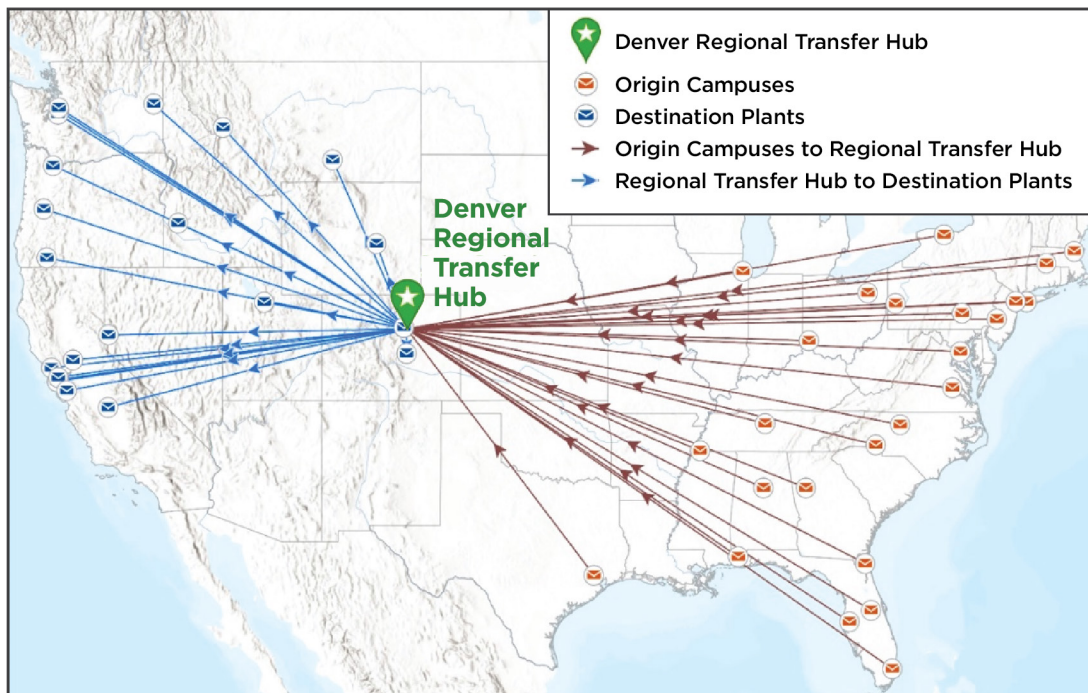 Denver Regional Transfer Hub
Origin Campuses
Destination Plants
Origin Campuses to Regional Transfer Hub
Regional Transfer Hub to Destination Plants
Denver
Regional
Transfer
Hub